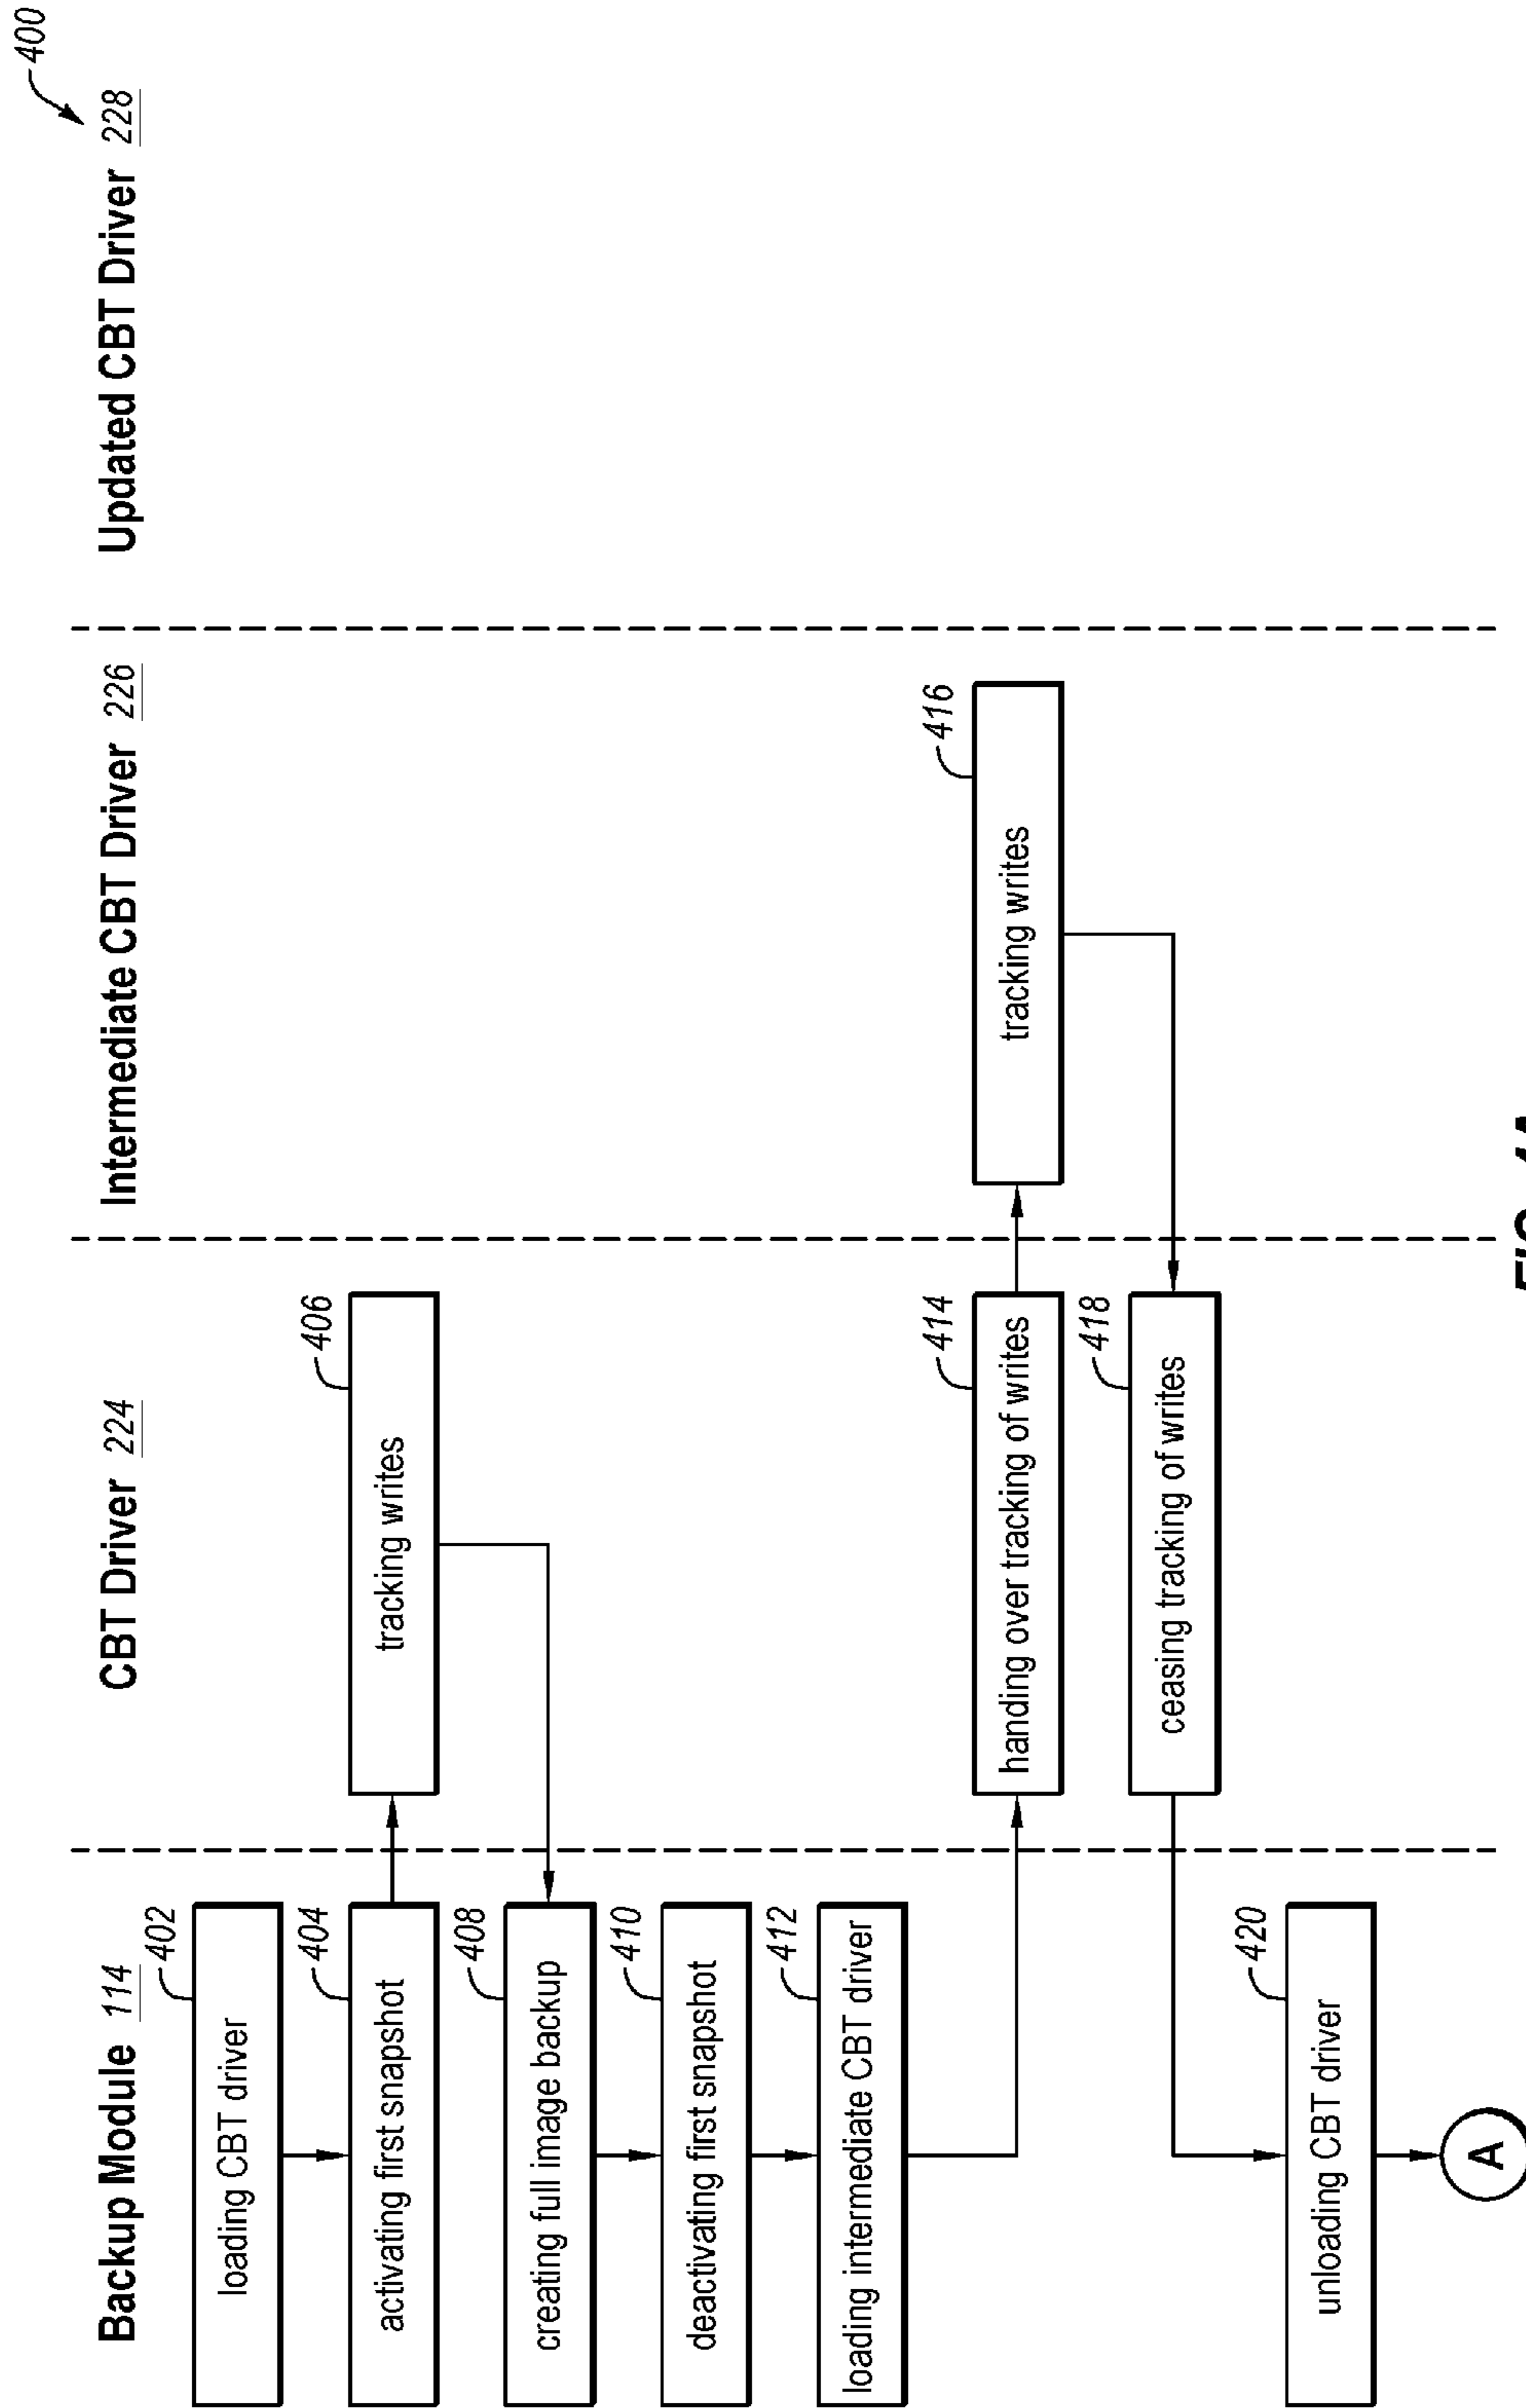 400
Backup Module 114
CBT Driver 224
Intermediate CBT Driver 226
Updated CBT Driver 228
402
loading CBT driver
404
activating first snapshot
406
tracking writes
408
creating full image backup
410
deactivating first snapshot
412
loading intermediate CBT driver
414
handing over tracking of writes
416
tracking writes
418
ceasing tracking of writes
420
unloading CBT driver
A